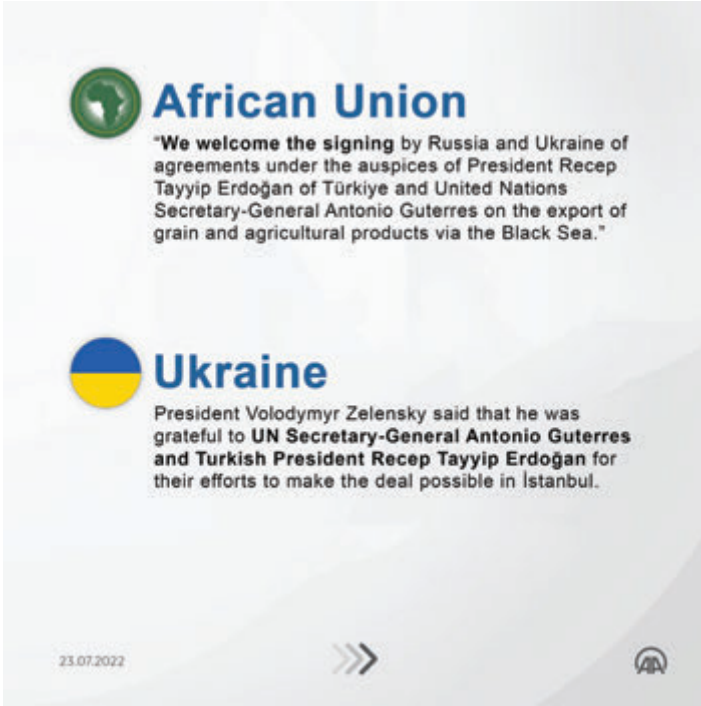 African Union
"We welcome the signing by Russia and Ukraine of
agreements under the auspices of President Recep
Tayyip Erdoğan of Türkiye and United Nations
Secretary-General Antonio Guterres on the export of
grain and agricultural products via the Black Sea."
Ukraine
President Volodymyr Zelensky said that he was
grateful to UN Secretary-General Antonio Guterres
and Turkish President Recep Tayyip Erdoğan for
their efforts to make the deal possible in İstanbul.
23.07.2022
AA